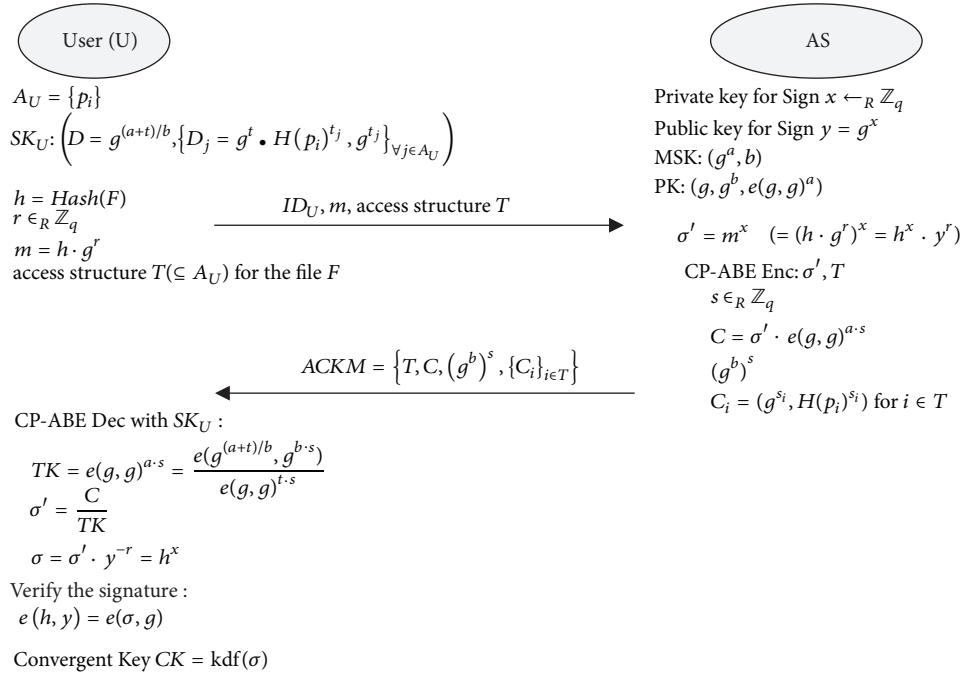 User (U)
A_U = {p_i}
SK_U: (D = g^{(a+t)/b}, {D_j = g^t • H(p_i)^{t_j}, g^{t_j}}_{∀j∈A_U})
h = Hash(F)
r ∈_R ℤ_q
m = h · g^r
access structure T(⊆ A_U) for the file F
ID_U, m, access structure T
AS
Private key for Sign x ←_R ℤ_q
Public key for Sign y = g^x
MSK: (g^a, b)
PK: (g, g^b, e(g, g)^a)
σ′ = m^x (= (h · g^r)^x = h^x · y^r)
CP-ABE Enc: σ′, T
s ∈_R ℤ_q
C = σ′ · e(g, g)^{a·s}
(g^b)^s
C_i = (g^{s_i}, H(p_i)^{s_i}) for i ∈ T
ACKM = {T, C, (g^b)^s, {C_i}_{i∈T}}
CP-ABE Dec with SK_U :
TK = e(g, g)^{a·s} = e(g^{(a+t)/b}, g^{b·s}) / e(g, g)^{t·s}
σ′ = C / TK
σ = σ′ · y^{−r} = h^x
Verify the signature :
e(h, y) = e(σ, g)
Convergent Key CK = kdf(σ)